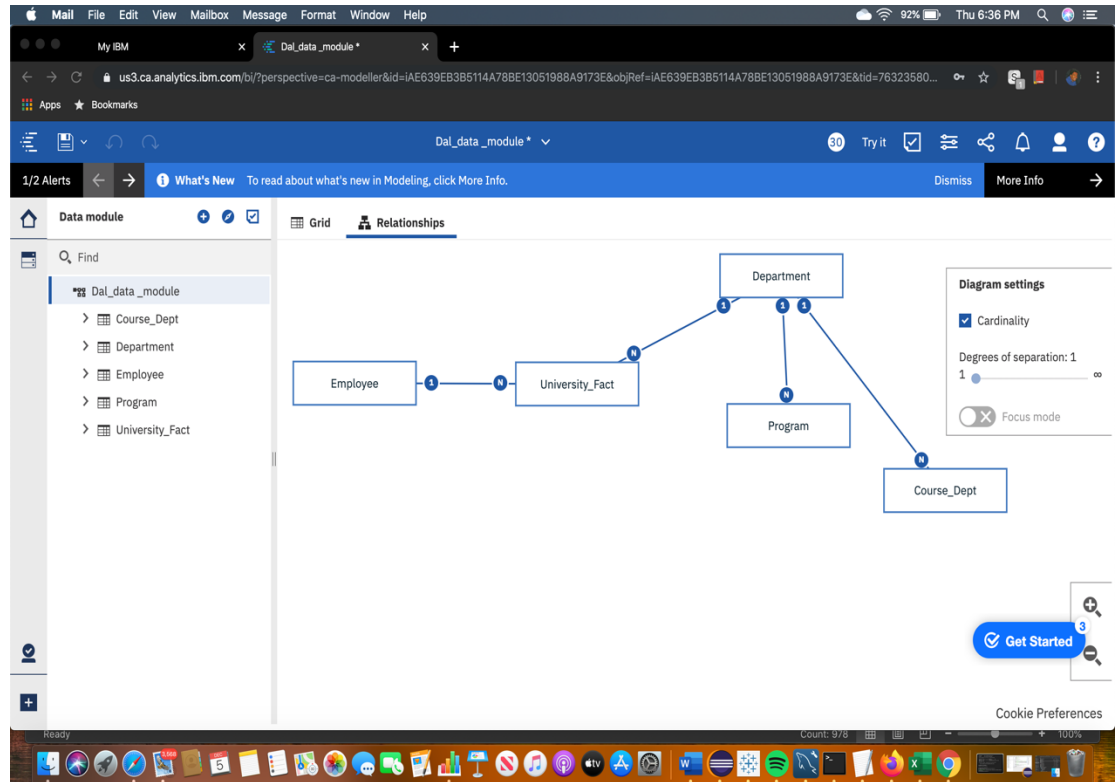 Mail File Edit View Mailbox Message Format Window Help 92% Thu 6:36 PM
My IBM Dal_data _module *
us3.ca.analytics.ibm.com/bi/?perspective=ca-modeller&id=iAE639EB3B5114A78BE13051988A9173E&objRef=iAE639EB3B5114A78BE13051988A9173E&tid=76323580...
Apps Bookmarks
Dal_data _module * 30 Try it
1/2 Alerts What's New To read about what's new in Modeling, click More Info. Dismiss More Info
Data module Grid Relationships
Find
Dal_data _module
Course_Dept
Department
Employee
Program
University_Fact
Department
1 1 1
N
Employee 1 N University_Fact
N
Program
N
Course_Dept
Diagram settings
Cardinality
Degrees of separation: 1
1 ∞
Focus mode
3
Get Started
Cookie Preferences
Ready Count: 978 100%
5
tv
W X